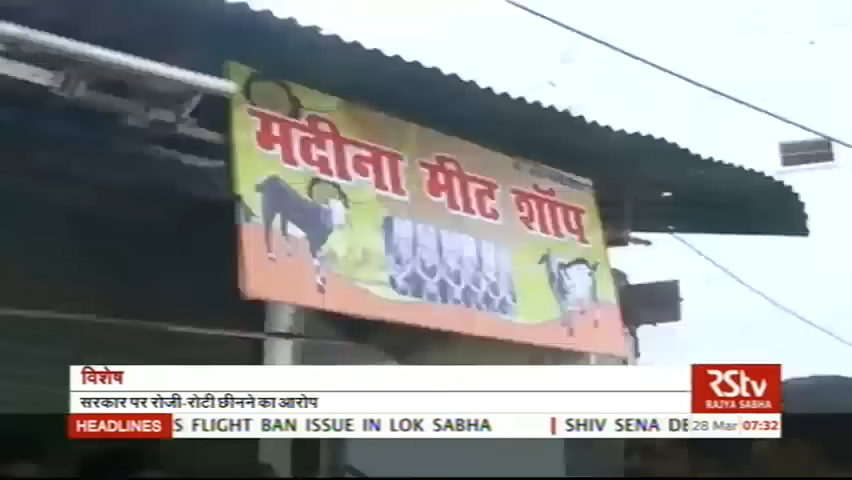 मदीना मीट शॉप
विशेष
सरकार पर रोजी-रोटी छीनने का आरोप
RStv
RAJYA SABHA
HEADLINES S FLIGHT BAN ISSUE IN LOK SABHA | SHIV SENA DE 28 Mar 07:32